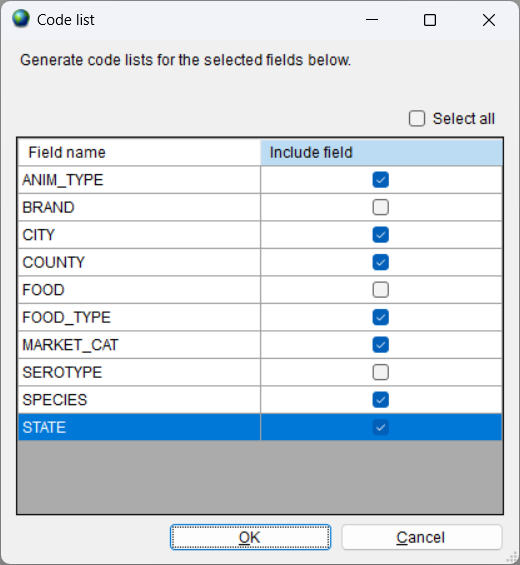 Code list
Generate code lists for the selected fields below.
Select all
Field name Include field
ANIM_TYPE
BRAND
CITY
COUNTY
FOOD
FOOD_TYPE
MARKET_CAT
SEROTYPE
SPECIES
STATE
OK Cancel